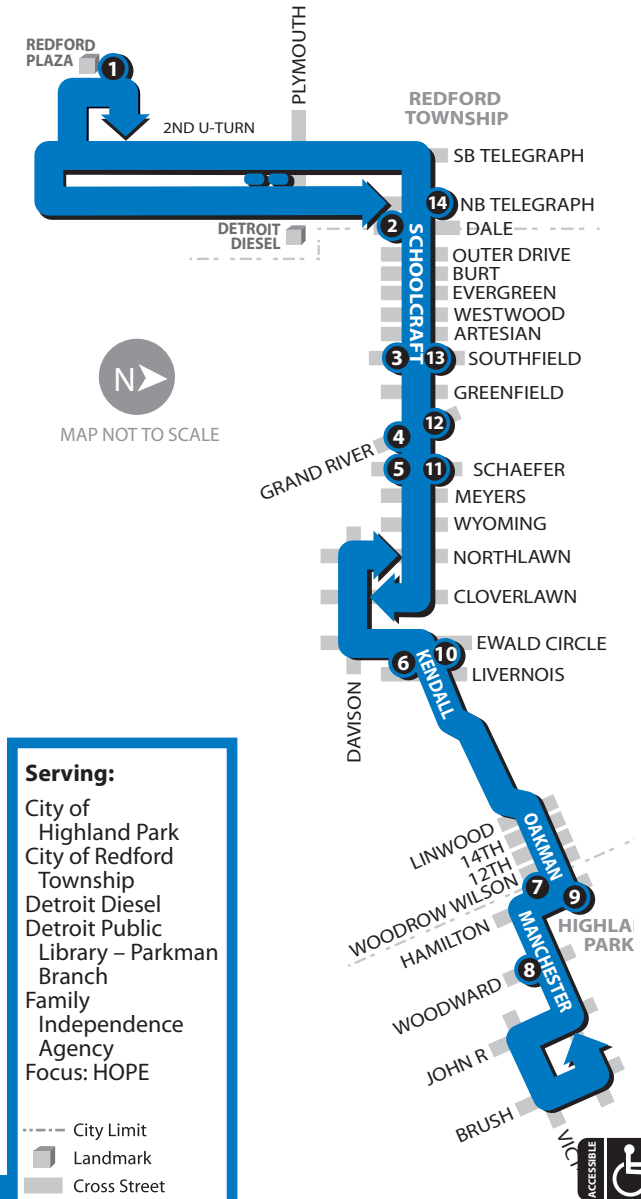 REDFORD
PLAZA
1
PLYMOUTH
2ND U-TURN
REDFORD
TOWNSHIP
SB TELEGRAPH
14
NB TELEGRAPH
2
DALE
DETROIT
DIESEL
SCHOOLCRAFT
OUTER DRIVE
BURT
EVERGREEN
WESTWOOD
ARTESIAN
3
13
SOUTHFIELD
N
MAP NOT TO SCALE
GREENFIELD
12
4
GRAND RIVER
5
11
SCHAEFER
MEYERS
WYOMING
NORTHLAWN
CLOVERLAWN
EWALD CIRCLE
10
6
KENDALL
LIVERNOIS
DAVISON
LINWOOD
14TH
12TH
OAKMAN
WOODROW WILSON
7
9
HAMILTON
MANCHESTER
PARK
8
WOODWARD
JOHN R
BRUSH
Serving:
City of
Highland Park
City of Redford
Township
Detroit Diesel
Detroit Public
Library – Parkman
Branch
Family
Independence
Agency
Focus: HOPE
City Limit
Landmark
Cross Street
ACCESSIBLE